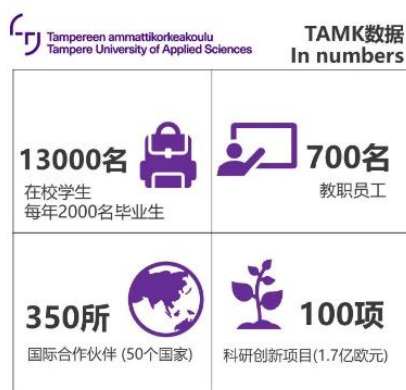 Tampereen ammattikorkeakoulu
Tampere University of Applied Sciences
TAMK数据
In numbers
13000名
在校学生
每年2000名毕业生
700名
教职员工
350所
国际合作伙伴 (50个国家)
100项
科研创新项目(1.7亿欧元)